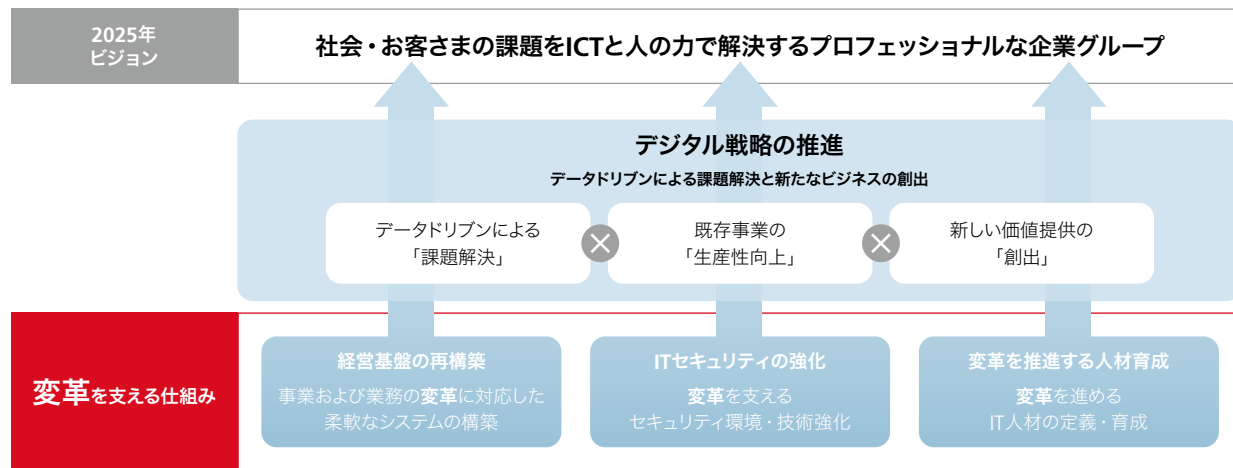 2025年
ビジョン
社会・お客さまの課題をICTと人の力で解決するプロフェッショナルな企業グループ
デジタル戦略の推進
データドリブンによる課題解決と新たなビジネスの創出
データドリブンによる
「課題解決」
既存事業の
「生産性向上」
新しい価値提供の
「創出」
変革を支える仕組み
経営基盤の再構築
事業および業務の変革に対応した
柔軟なシステムの構築
ITセキュリティの強化
変革を支える
セキュリティ環境・技術強化
変革を推進する人材育成
変革を進める
IT人材の定義・育成